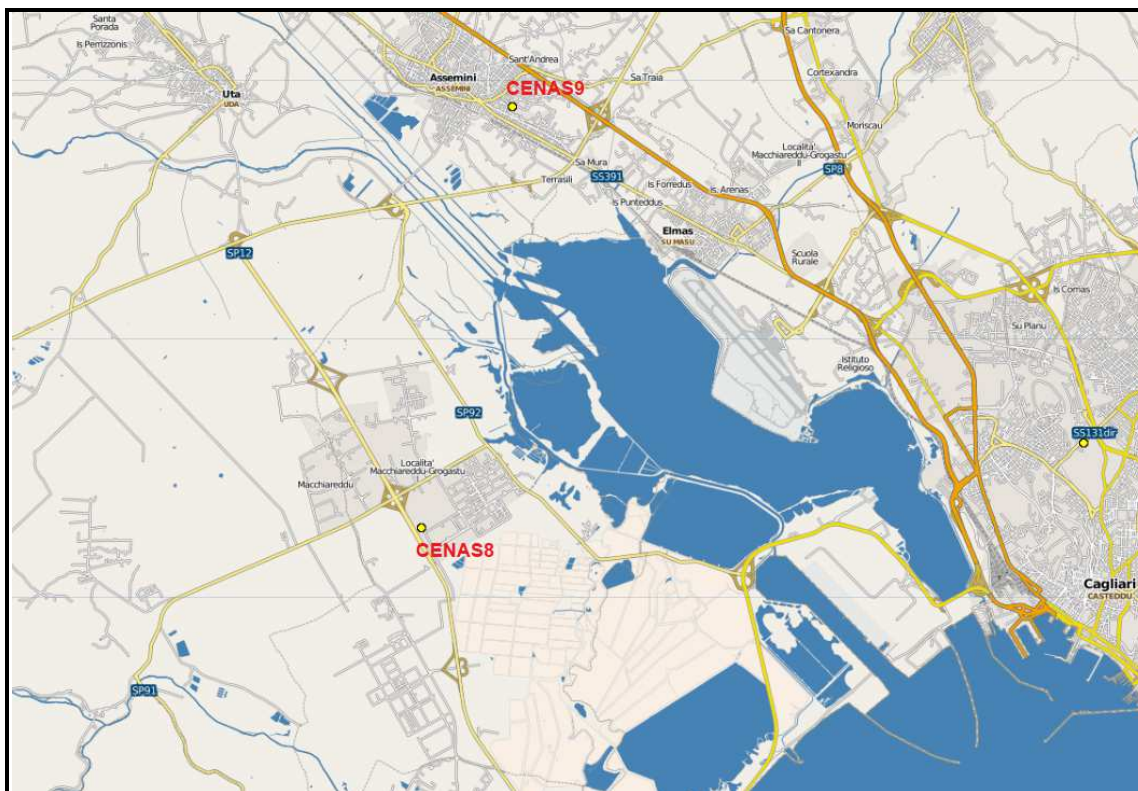 Santa
Porada
Is Perrizzonis
Uta
UDA
Assemini
ASSEMINI
Sant'Andrea
CENAS9
Sa Traia
Sa Cantonera
Cortexandra
Moriscau
Localita'
Macchiareddu-Grogastu
II
SP8
Sa Mura
Terrasili
SS391
Is Forredus
Is. Arenas
Is Punteddus
Elmas
SU MASU
Scuola
Rurale
SP12
Is Comas
Su Planu
Istituto
Religioso
SP92
SS131dir
Localita'
Macchiareddu-Grogastu
I
Macchiareddu
CENAS8
Cagliari
CASTEDDU
SP91